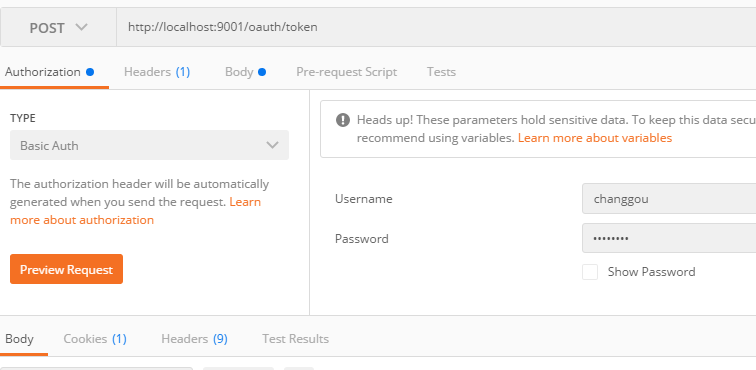 POST http://localhost:9001/oauth/token
Authorization Headers (1) Body Pre-request Script Tests
TYPE
Basic Auth
The authorization header will be automatically
generated when you send the request. Learn
more about authorization
Preview Request
Heads up! These parameters hold sensitive data. To keep this data secu
recommend using variables. Learn more about variables
Username changgou
Password ••••••••
Show Password
Body Cookies (1) Headers (9) Test Results